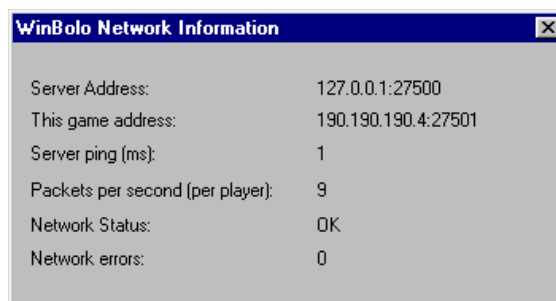 WinBolo Network Information
Server Address: 127.0.0.1:27500
This game address: 190.190.190.4:27501
Server ping (ms): 1
Packets per second (per player): 9
Network Status: OK
Network errors: 0